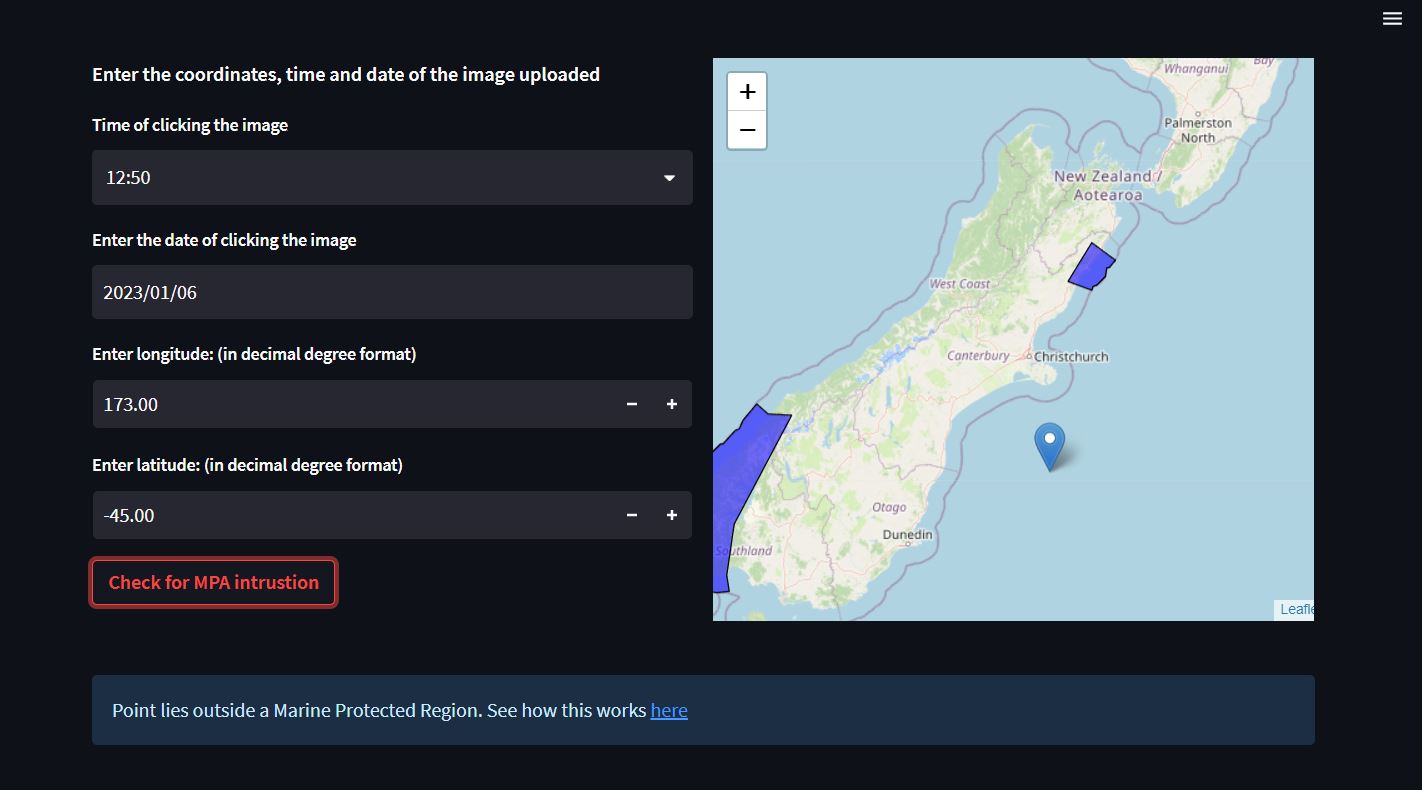 Enter the coordinates, time and date of the image uploaded
Time of clicking the image
12:50
Enter the date of clicking the image
2023/01/06
Enter longitude: (in decimal degree format)
173.00
− +
Enter latitude: (in decimal degree format)
-45.00
− +
Check for MPA intrustion
+
−
Whanganui
Bay
Palmerston
North
New Zealand /
Aotearoa
West Coast
Canterbury
Christchurch
Otago
Dunedin
Southland
Leafle
Point lies outside a Marine Protected Region. See how this works here